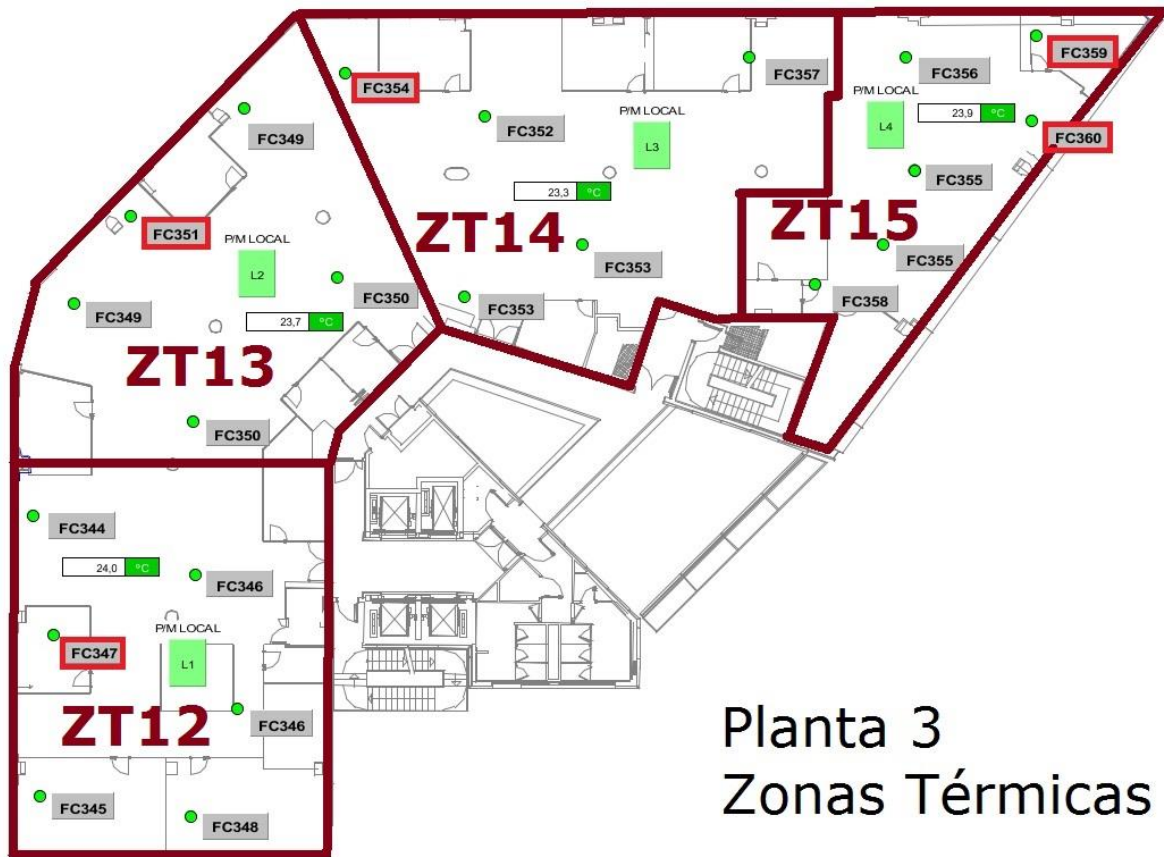 FC354
FC359
FC357
FC356
P/M LOCAL
FC349
P/M LOCAL
L4
23,9 °C
FC352
L3
FC360
23,3 °C
FC355
FC351
ZT14
ZT15
P/M LOCAL
L2
FC353
FC355
FC350
FC349
FC353
FC358
23,7 °C
ZT13
FC350
FC344
24,0 °C
FC346
P/M LOCAL
FC347
L1
ZT12
FC346
FC345
FC348
Planta 3
Zonas Térmicas